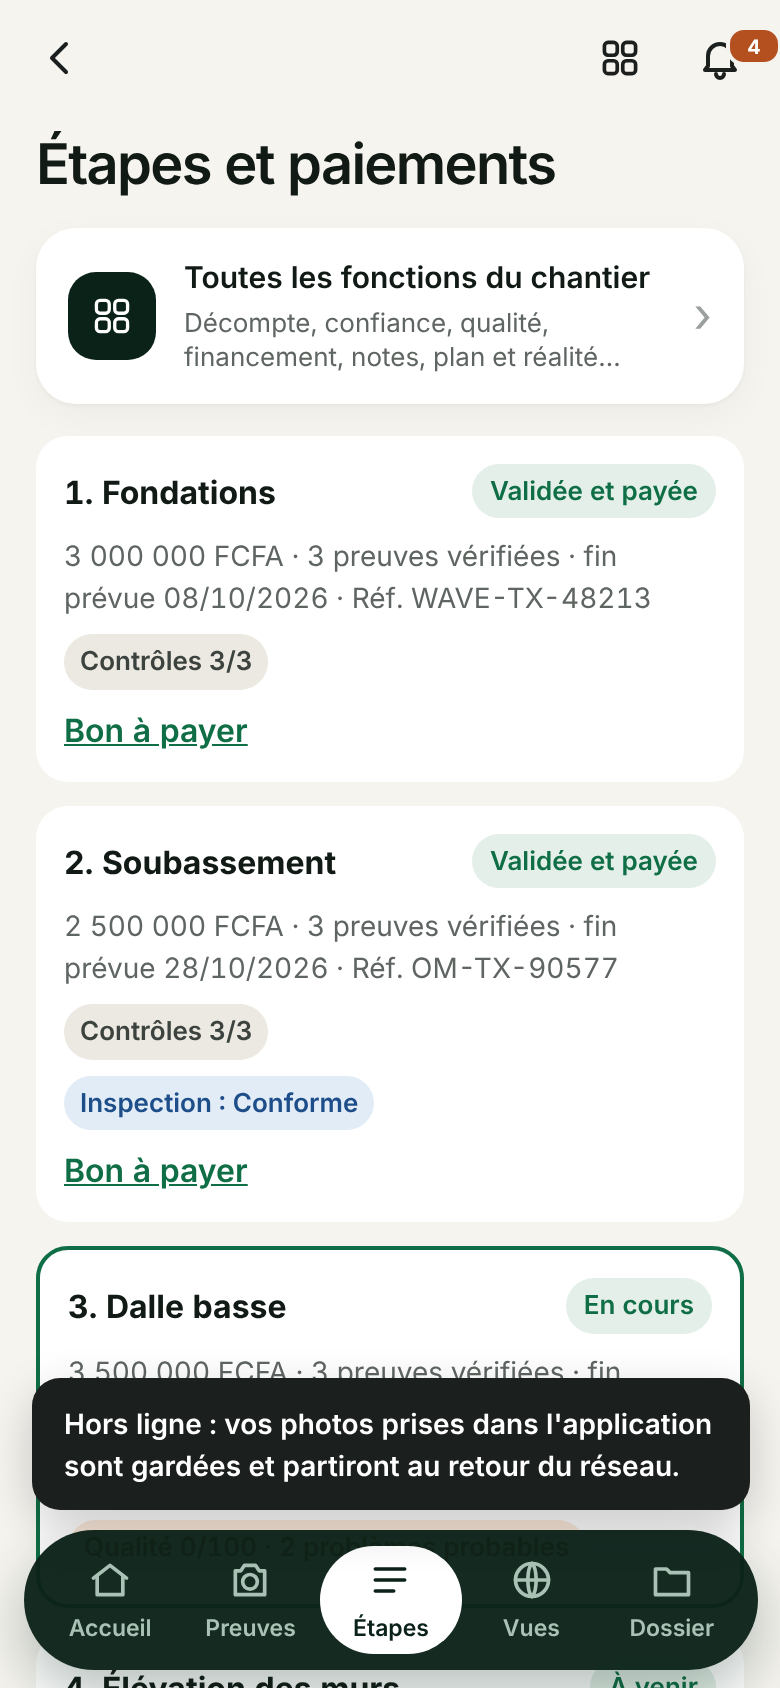 4
Étapes et paiements
Toutes les fonctions du chantier
Décompte, confiance, qualité,
financement, notes, plan et réalité...
1. Fondations
Validée et payée
3 000 000 FCFA · 3 preuves vérifiées · fin
prévue 08/10/2026 · Réf. WAVE-TX-48213
Contrôles 3/3
Bon à payer
2. Soubassement
Validée et payée
2 500 000 FCFA · 3 preuves vérifiées · fin
prévue 28/10/2026 · Réf. OM-TX-90577
Contrôles 3/3
Inspection : Conforme
Bon à payer
3. Dalle basse
En cours
3 500 000 FCFA · 3 preuves vérifiées · fin
Hors ligne : vos photos prises dans l'application
sont gardées et partiront au retour du réseau.
Qualité 0/100 · 2 problèmes probables
Accueil
Preuves
Étapes
Vues
Dossier
4. Élévation des murs
À venir